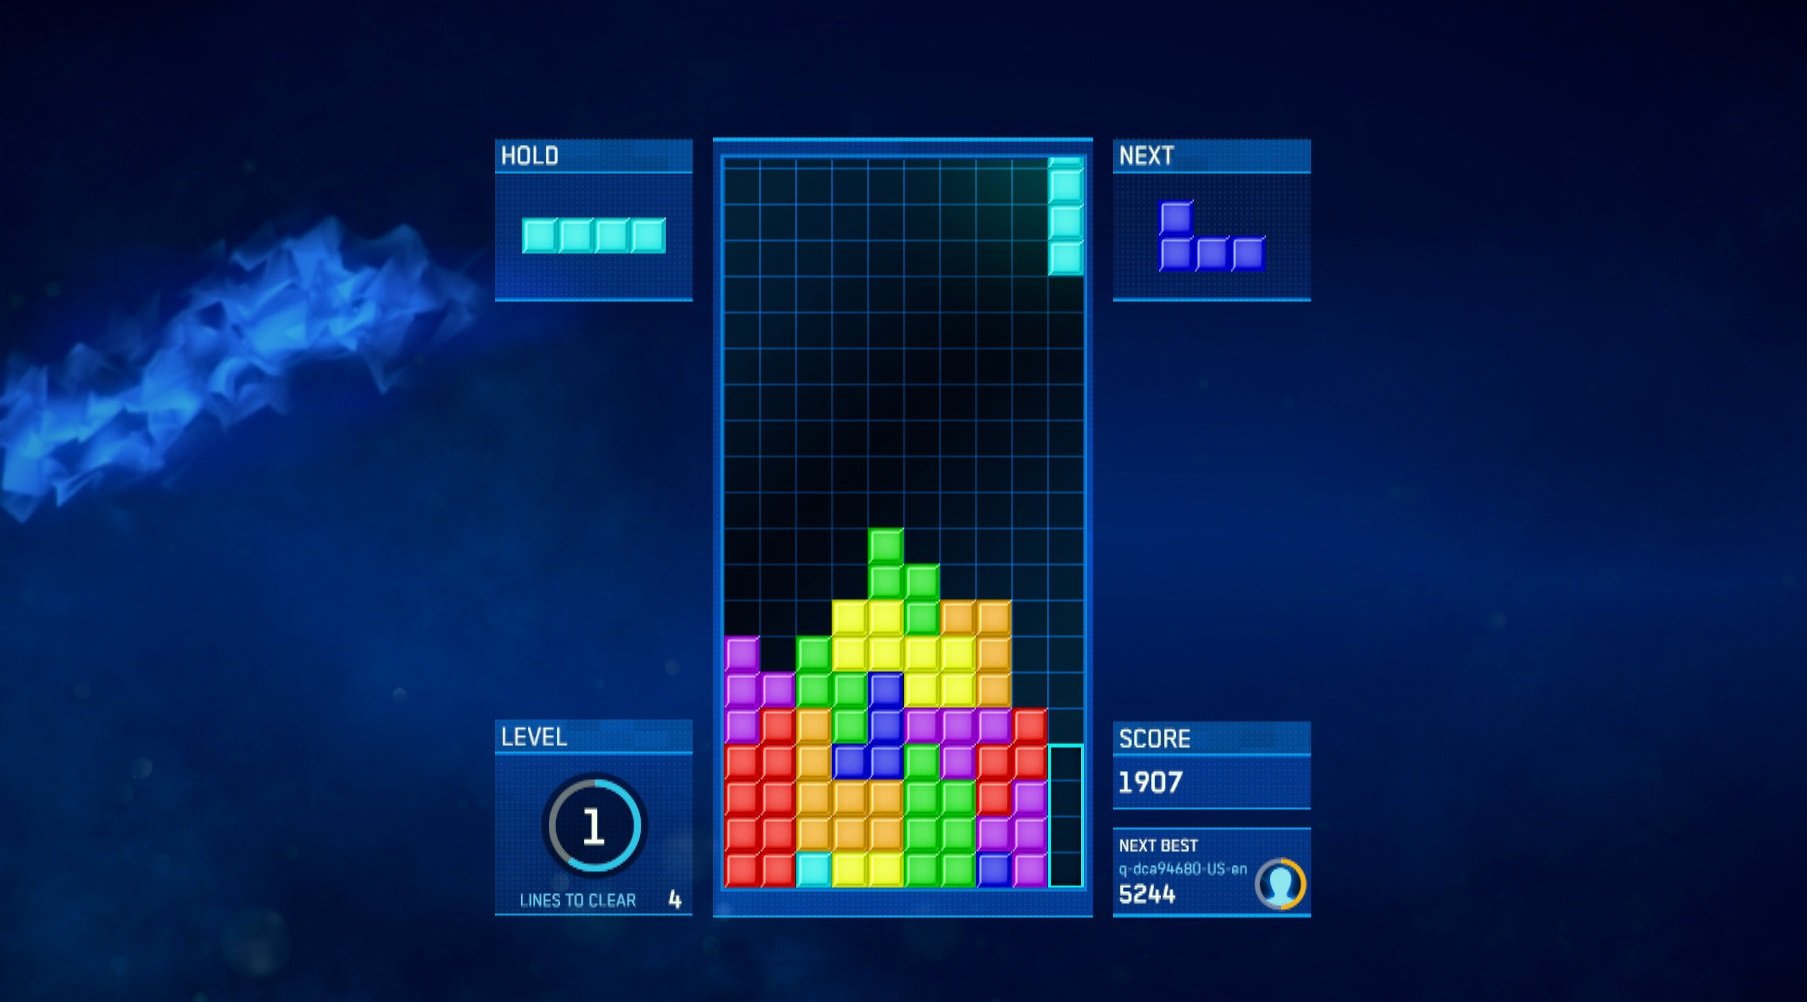 HOLD
NEXT
LEVEL
1
LINES TO CLEAR 4
SCORE
1907
NEXT BEST
q-dca94680-US-en
5244